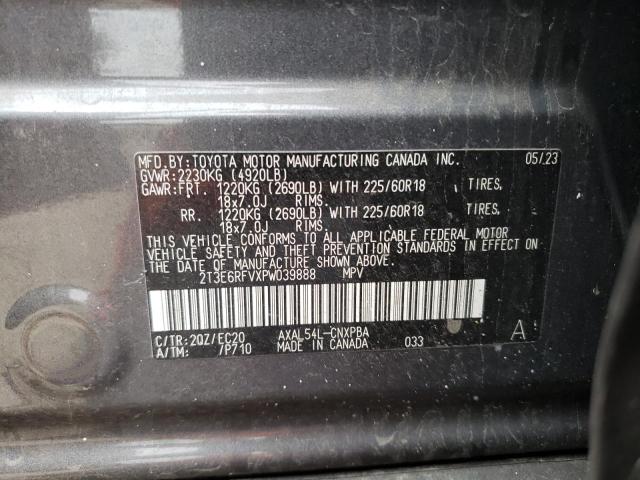 MFD.BY:TOYOTA MOTOR MANUFACTURING CANADA INC. 05/23
GVWR:2230KG (4920LB)
GAWR:FRT. 1220KG (2690LB) WITH 225/60R18 TIRES,
18x7.0J RIMS.
RR. 1220KG (2690LB) WITH 225/60R18 TIRES,
18x7.0J RIMS.
THIS VEHICLE CONFORMS TO ALL APPLICABLE FEDERAL MOTOR
VEHICLE SAFETY AND THEFT PREVENTION STANDARDS IN EFFECT ON
THE DATE OF MANUFACTURE SHOWN ABOVE.
2T3E6RFVXPW039888 MPV
C/TR:2QZ/EC20 AXAL54L-CNXPBA A
A/TM: /P710 MADE IN CANADA 033